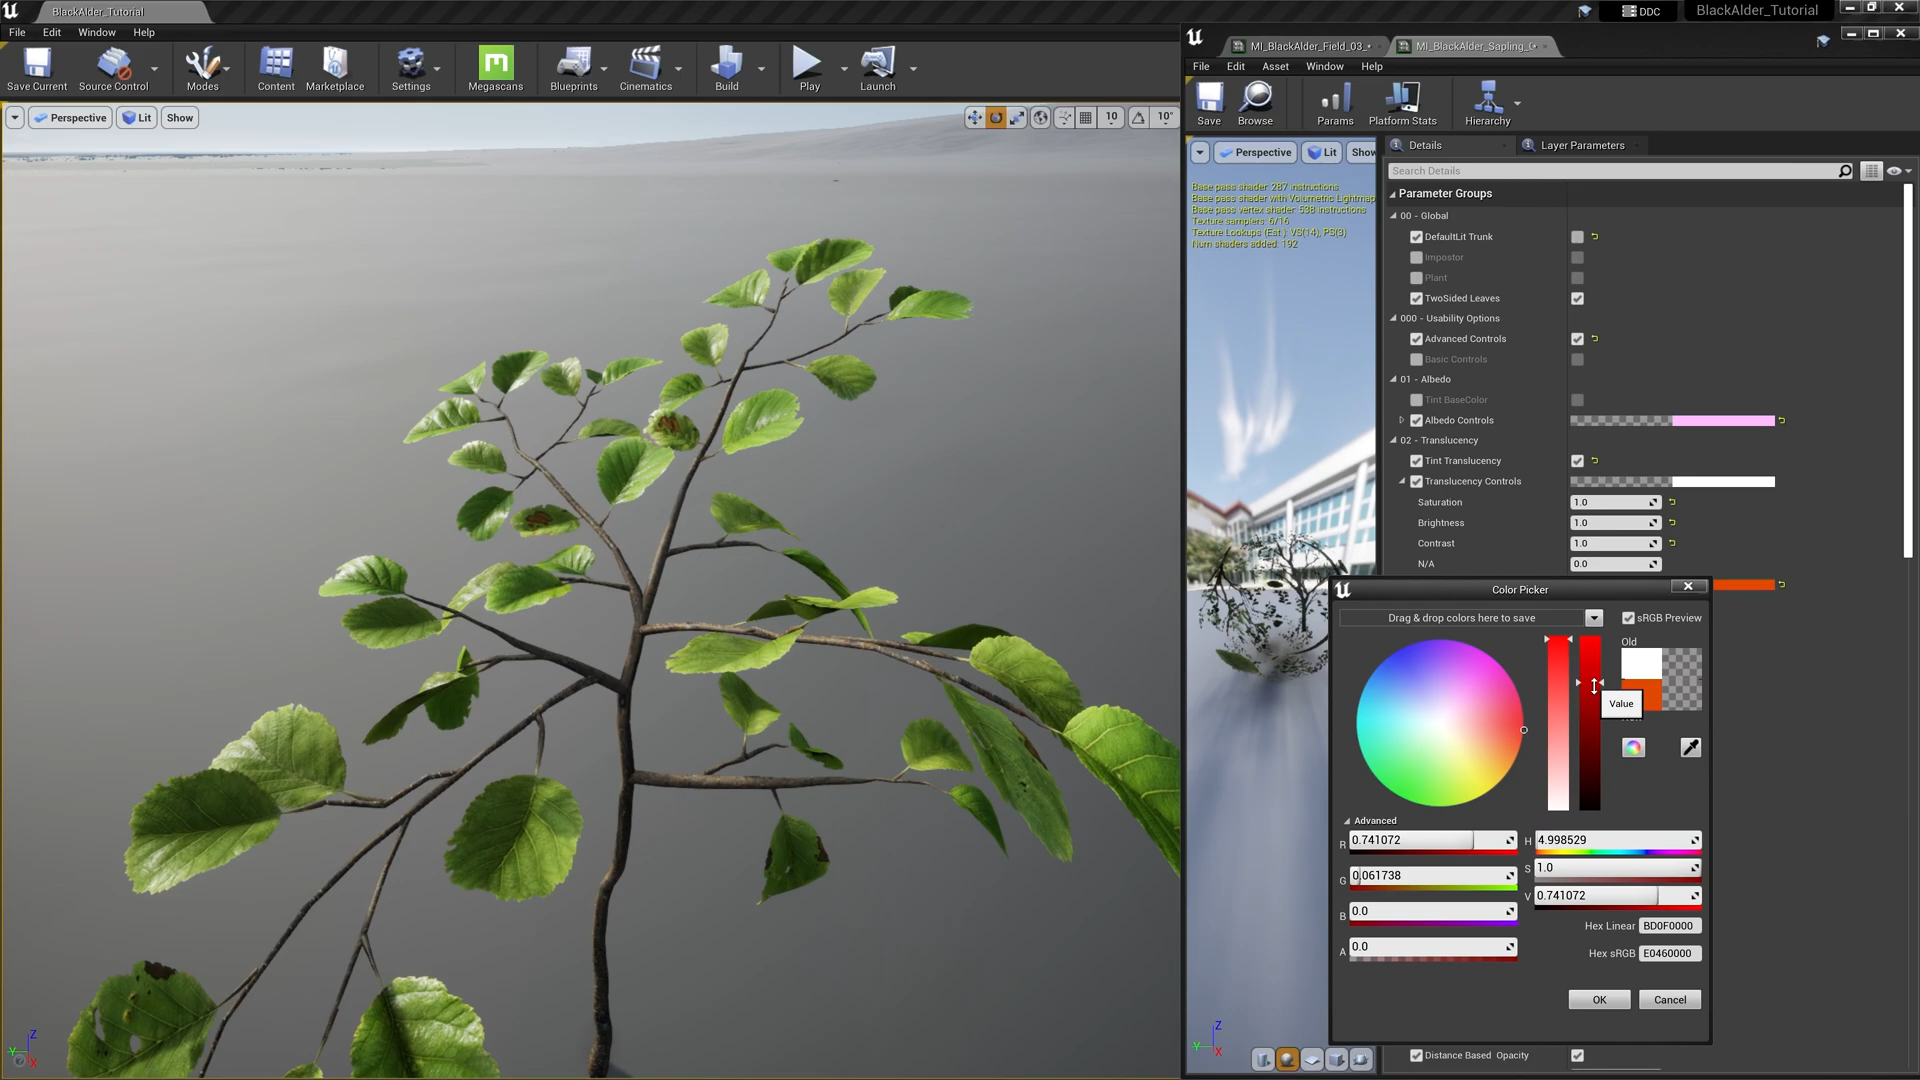 BlackAlder_Tutorial
DDC
BlackAlder_Tutorial
File Edit Window Help
Save Current Source Control Modes Content Marketplace Settings Megascans Blueprints Cinematics Build Play Launch
Perspective Lit Show
10 10°
MI_BlackAlder_Field_03_•
MI_BlackAlder_Sapling_0•
File Edit Asset Window Help
Save Browse Params Platform Stats Hierarchy
Perspective Lit Show
Base pass shader: 287 instructions
Base pass shader with Volumetric Lightmap
Base pass vertex shader: 538 instructions
Texture samplers: 6/16
Texture Lookups (Est.): VS(14), PS(8)
Num shaders added: 192
Details Layer Parameters
Search Details
Parameter Groups
00 - Global
DefaultLit Trunk
Impostor
Plant
TwoSided Leaves
000 - Usability Options
Advanced Controls
Basic Controls
01 - Albedo
Tint BaseColor
Albedo Controls
02 - Translucency
Tint Translucency
Translucency Controls
Saturation 1.0
Brightness 1.0
Contrast 1.0
N/A 0.0
Color Picker
Drag & drop colors here to save
sRGB Preview
Old
Value
Advanced
R 0.741072 H 4.998529
G 0.061738 S 1.0
B 0.0 V 0.741072
A 0.0
Hex Linear BD0F0000
Hex sRGB E0460000
OK Cancel
Distance Based Opacity
Z
Y
X
Z
Y
X